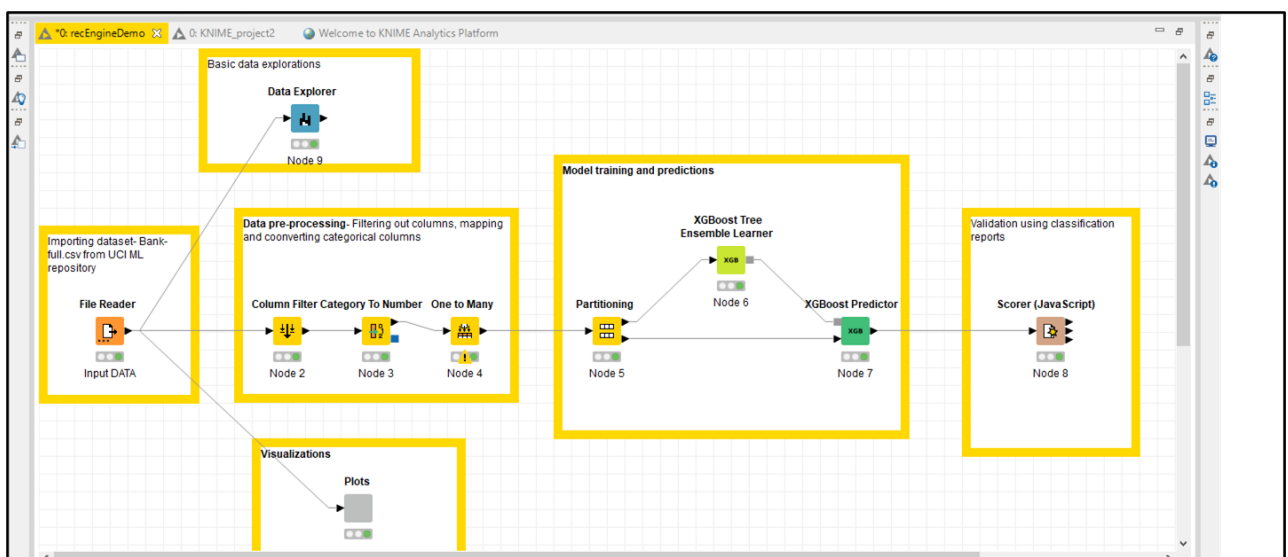 *0: recEngineDemo
0: KNIME_project2
Welcome to KNIME Analytics Platform
Basic data explorations
Data Explorer
Node 9
Importing dataset- Bank-
full.csv from UCI ML
repository
File Reader
Input DATA
Data pre-processing- Filtering out columns, mapping
and coonverting categorical columns
Column Filter
Node 2
Category To Number
Node 3
One to Many
Node 4
Model training and predictions
XGBoost Tree
Ensemble Learner
XGB
Node 6
Partitioning
Node 5
XGBoost Predictor
XGB
Node 7
Validation using classification
reports
Scorer (JavaScript)
Node 8
Visualizations
Plots